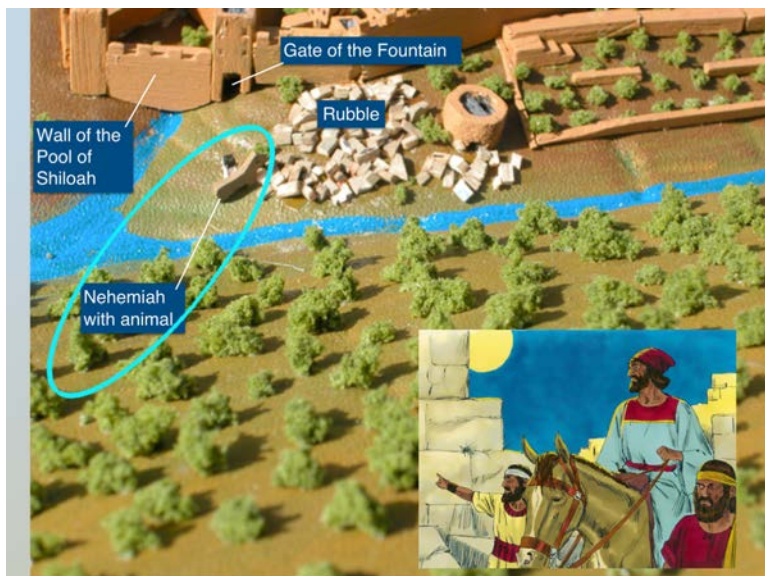 Gate of the Fountain
Rubble
Wall of the
Pool of
Shiloah
Nehemiah
with animal